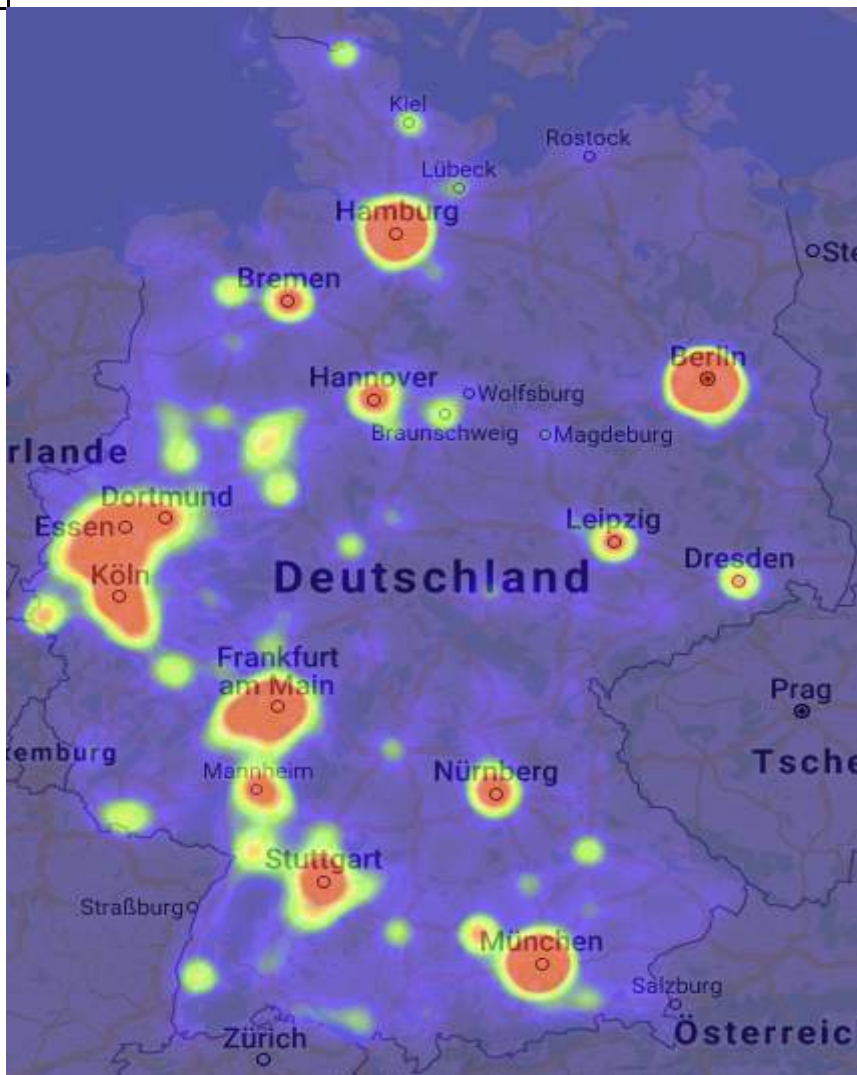 Kiel
Rostock
Lübeck
Hamburg
Ste
Bremen
Berlin
Hannover
Wolfsburg
Braunschweig
Magdeburg
rlande
Dortmund
Essen
Leipzig
Dresden
Köln
Deutschland
Frankfurt
am Main
Prag
xemburg
Tsche
Mannheim
Nürnberg
Stuttgart
Straßburg
München
Salzburg
Zürich
Österreic